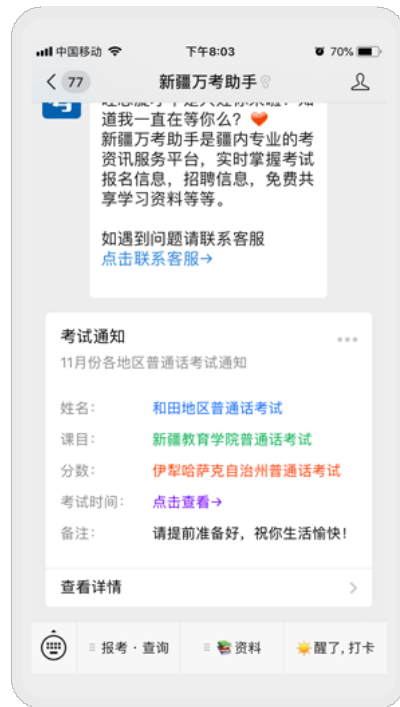 中国移动 下午8:03 70%
77 新疆万考助手
道我一直在等你么？❤️
新疆万考助手是疆内专业的考
资讯服务平台，实时掌握考试
报名信息，招聘信息，免费共
享学习资料等等。
如遇到问题请联系客服
点击联系客服→
考试通知
11月份各地区普通话考试通知
姓名： 和田地区普通话考试
课目： 新疆教育学院普通话考试
分数： 伊犁哈萨克自治州普通话考试
考试时间： 点击查看→
备注： 请提前准备好，祝你生活愉快！
查看详情
报考·查询 📚资料 ☀️醒了,打卡